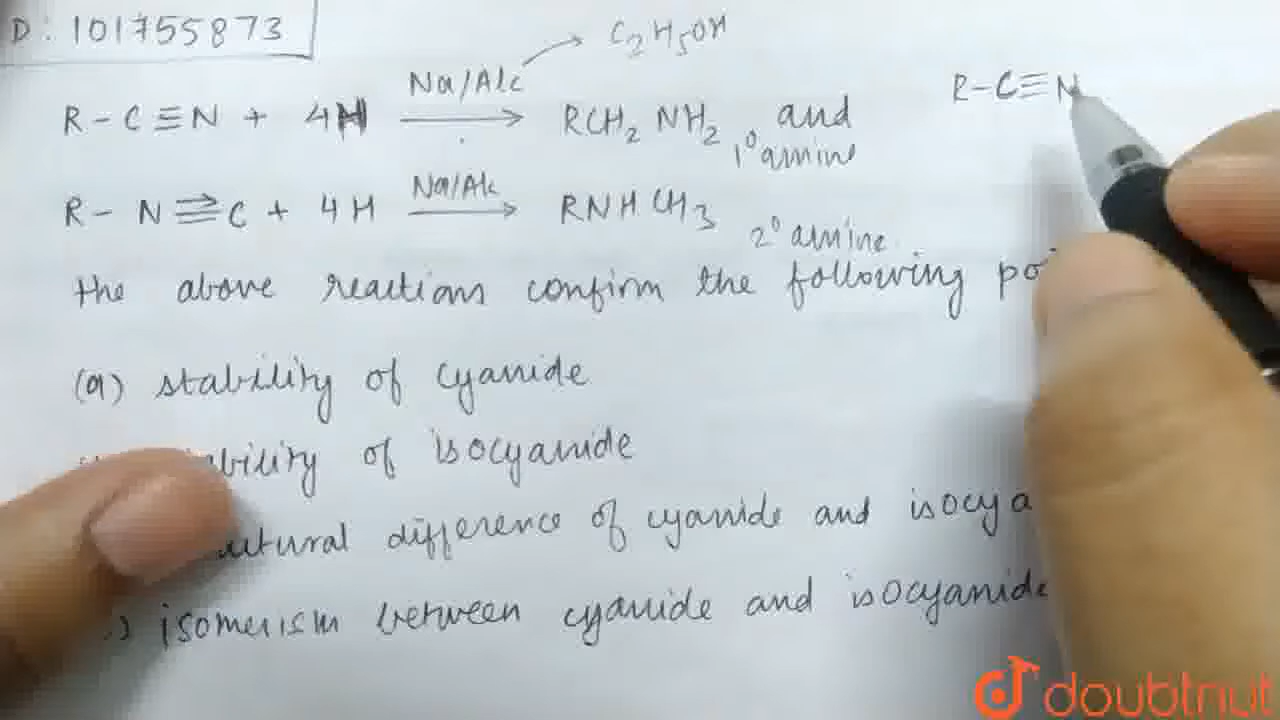 D: 101755873
C2H5OH
R-C≡N + 4H Na/Alc RCH2NH2 and
1° amine
R-C≡N
R-N≡C + 4H Na/Alc RNHCH3
2° amine
the above reactions confirm the following
(a) stability of cyanide
of isocyanide
difference of cyanide and
isomerism between cyanide and isocyanide
doubtnut